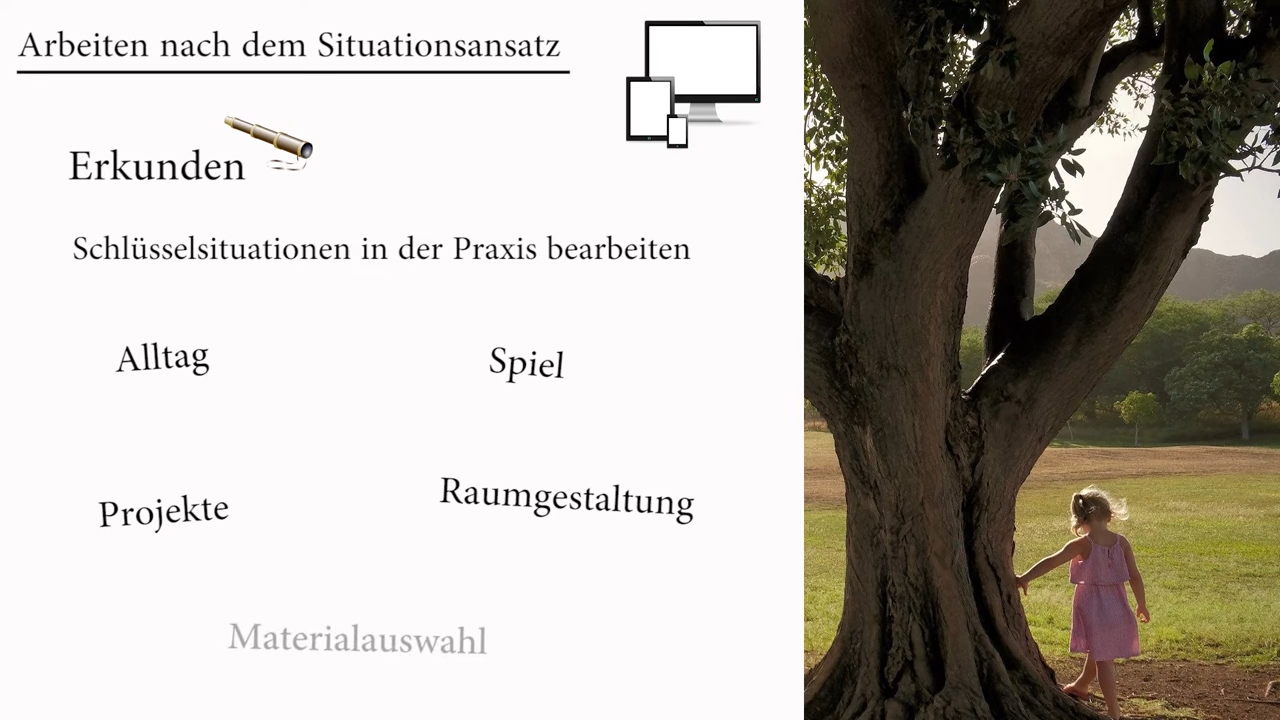 Arbeiten nach dem Situationsansatz
Erkunden
Schlüsselsituationen in der Praxis bearbeiten
Alltag
Spiel
Projekte
Raumgestaltung
Materialauswahl